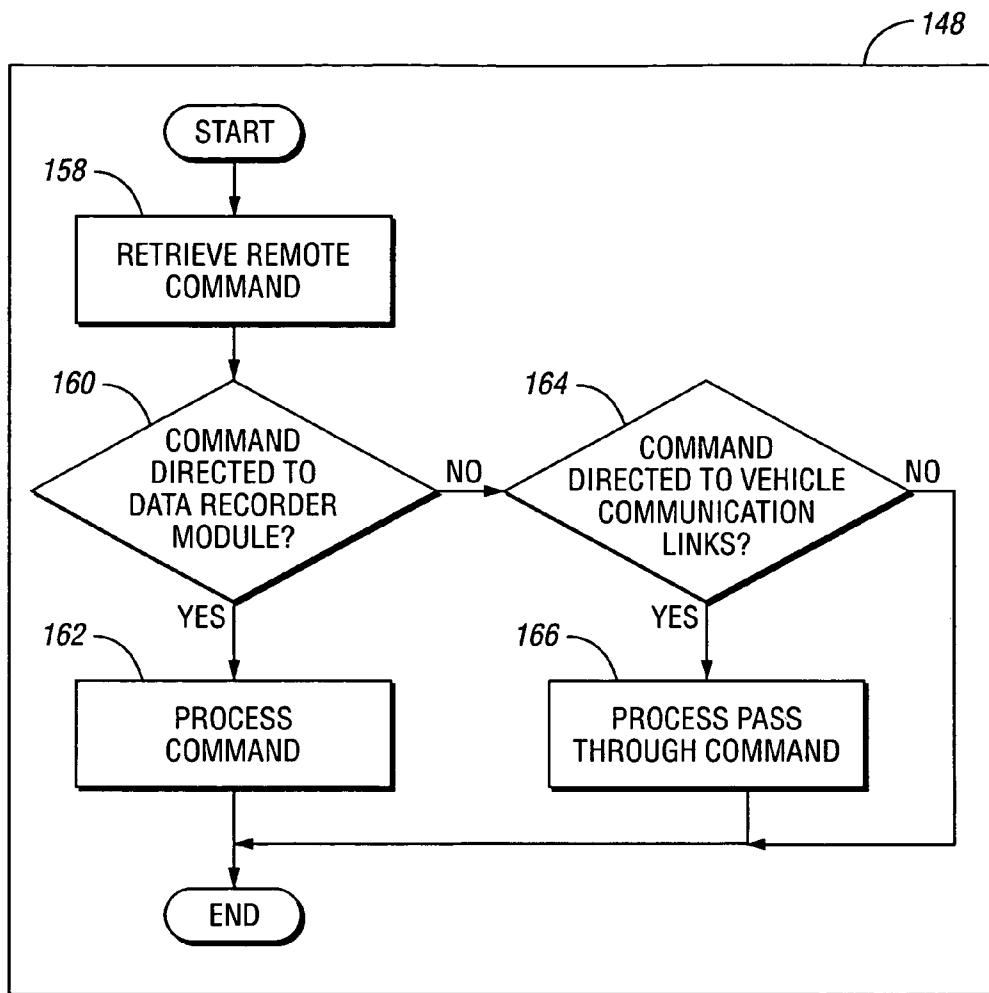 148
START
158
RETRIEVE REMOTE
COMMAND
160
COMMAND
DIRECTED TO
DATA RECORDER
MODULE?
NO
164
COMMAND
DIRECTED TO VEHICLE
COMMUNICATION
LINKS?
NO
YES
YES
162
PROCESS
COMMAND
166
PROCESS PASS
THROUGH COMMAND
END